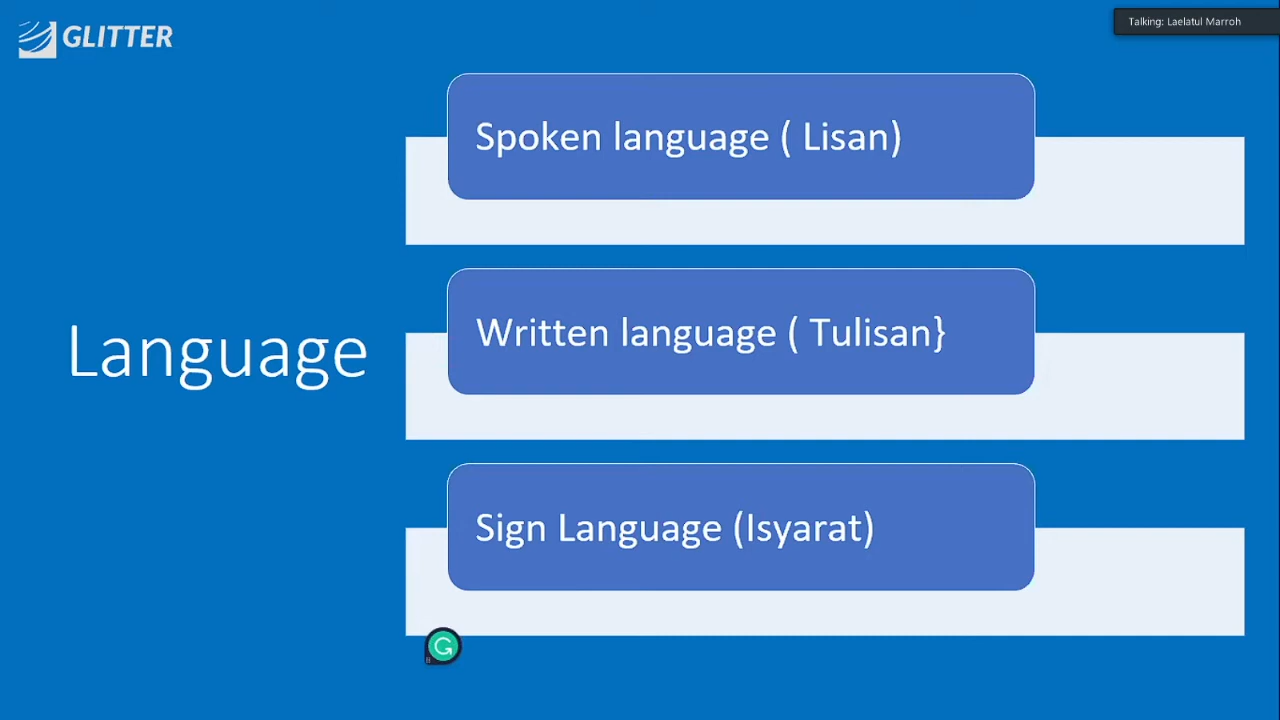 GLITTER
Talking: Laelatul Marroh
Language
Spoken language ( Lisan)
Written language ( Tulisan}
Sign Language (Isyarat)